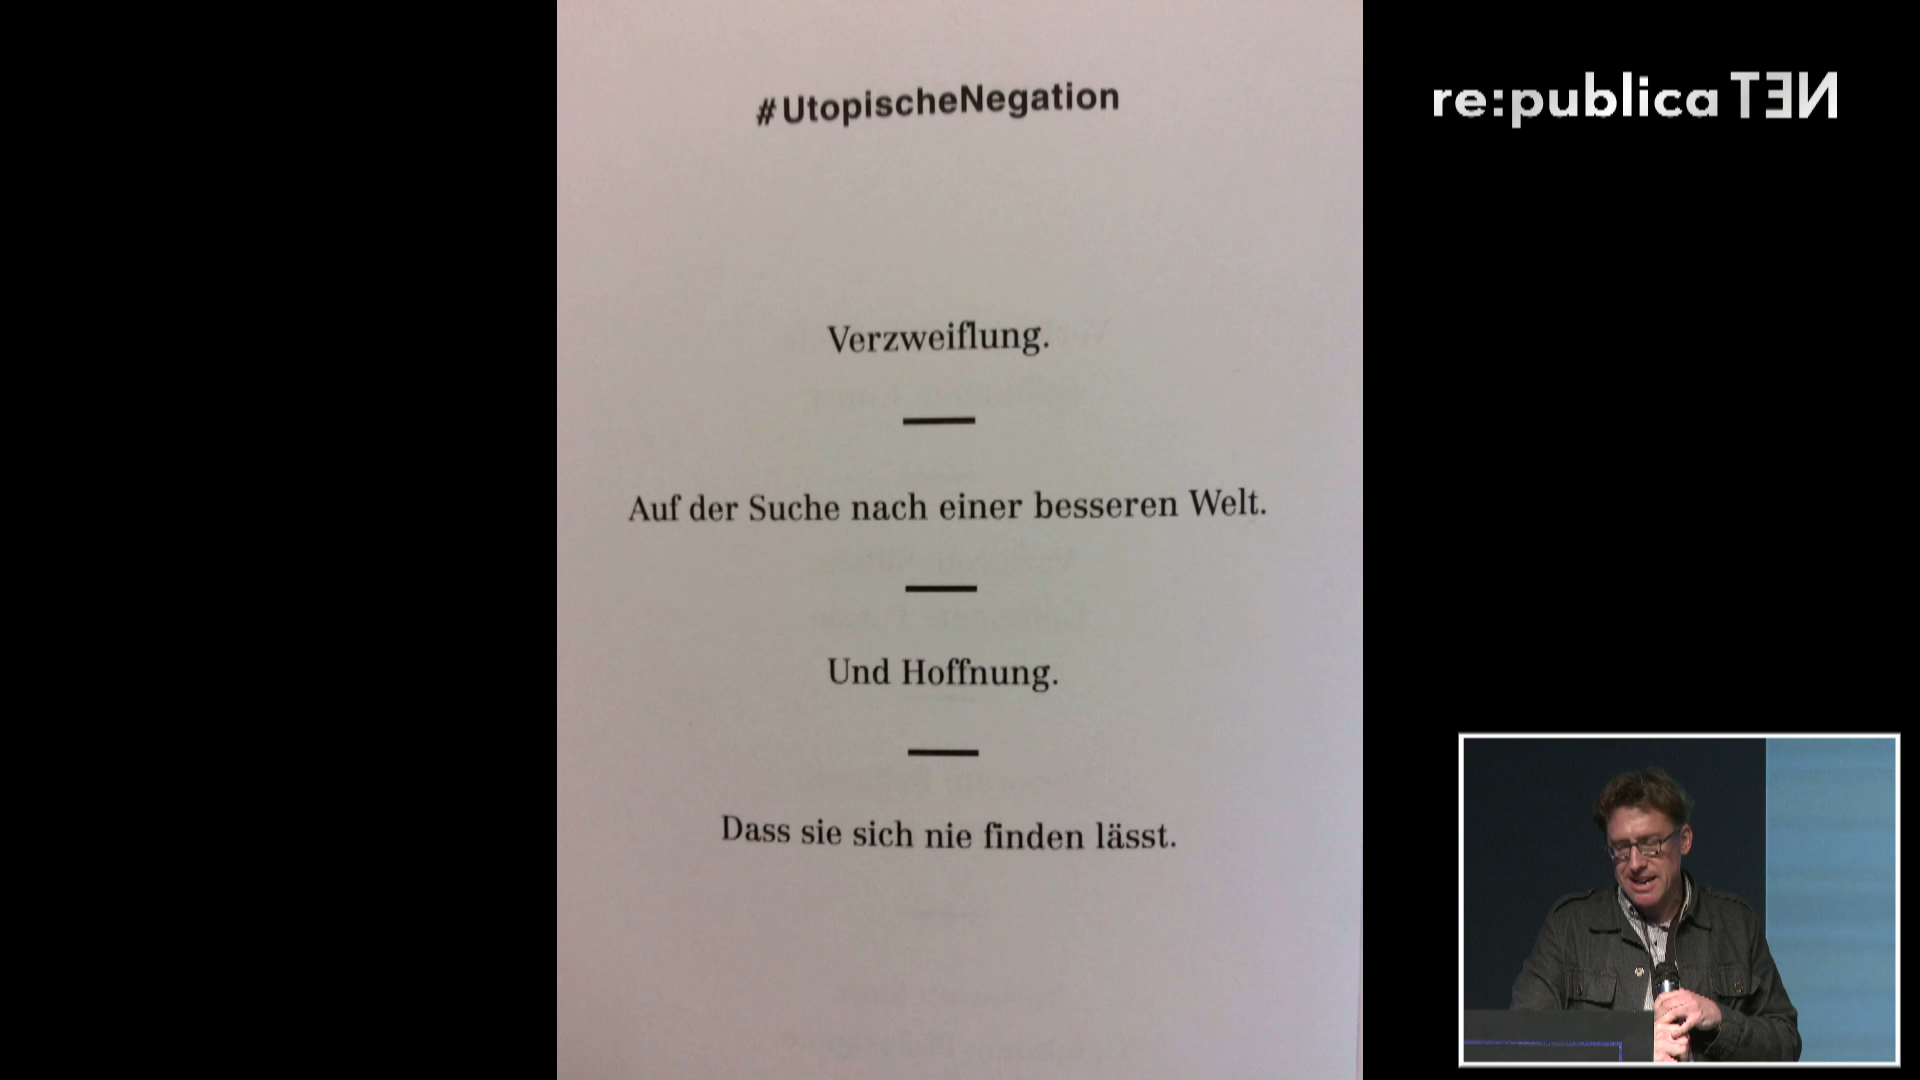 #UtopischeNegation
re:publica TEN
Verzweiflung.
Auf der Suche nach einer besseren Welt.
Und Hoffnung.
Dass sie sich nie finden lässt.